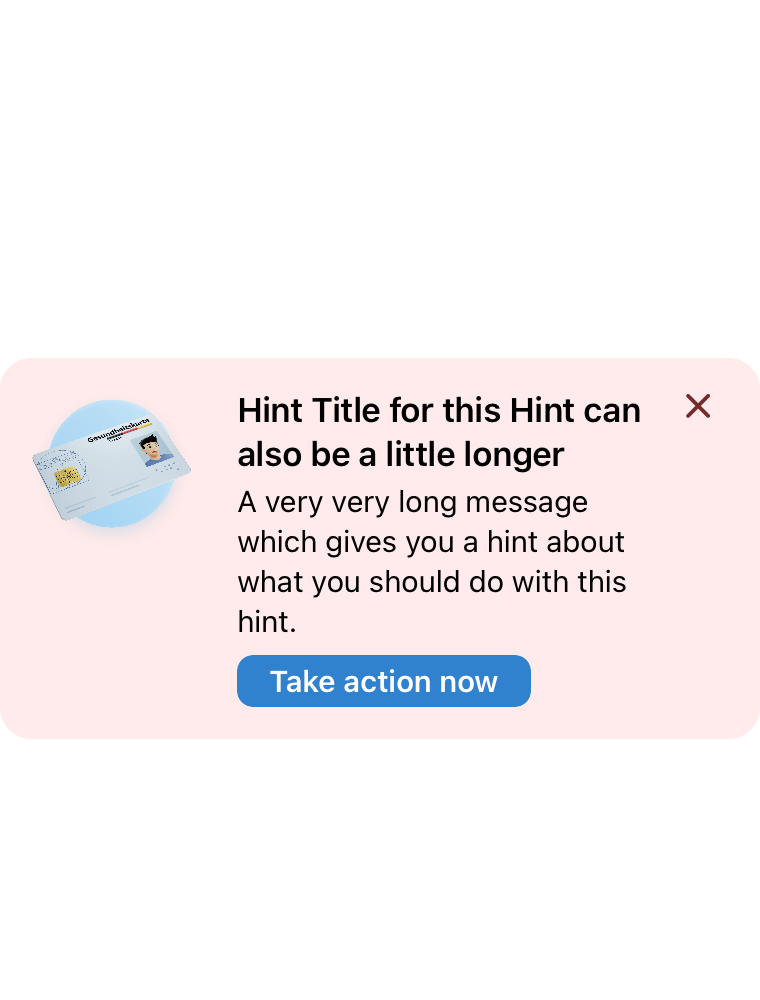 Hint Title for this Hint can
also be a little longer
A very very long message
which gives you a hint about
what you should do with this
hint.
Take action now
Gesundheitskarte